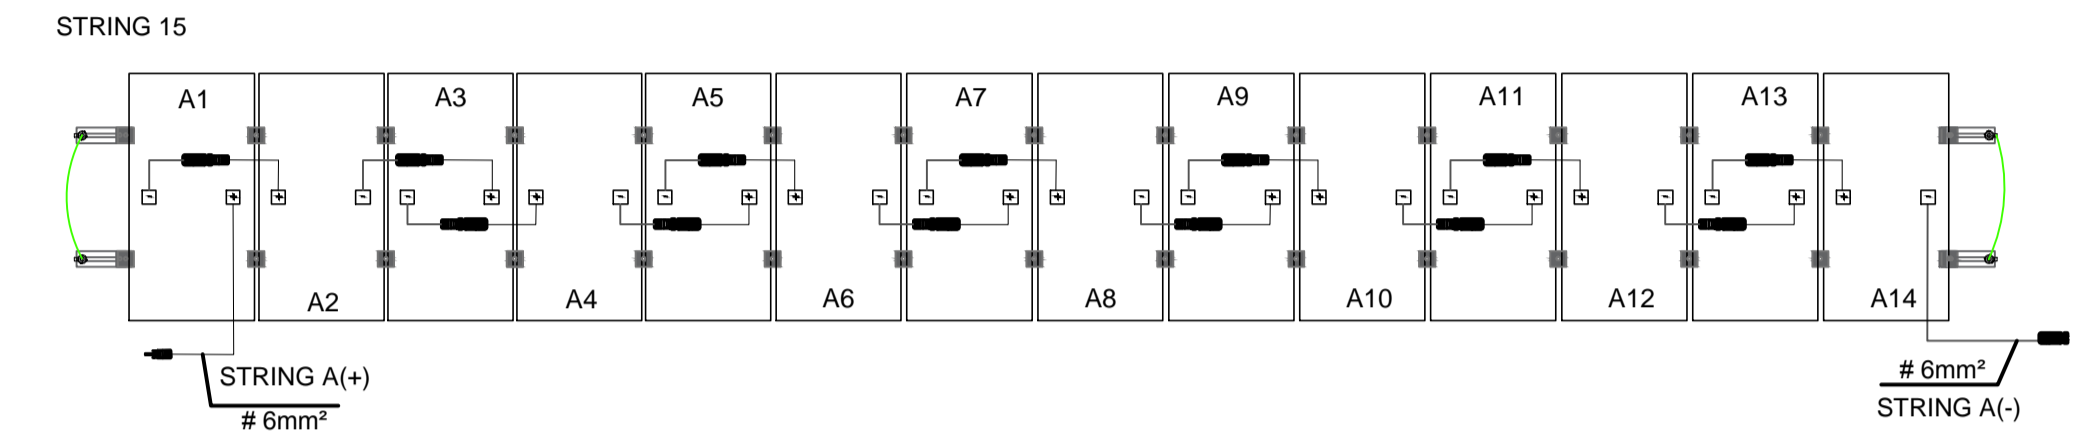 STRING 15
A1
A3
A5
A7
A9
A11
A13
- + + - - + + - - + + - - + + - - + + - - + + - - + + -
A2
A4
A6
A8
A10
A12
A14
STRING A(+)
# 6mm²
# 6mm²
STRING A(-)